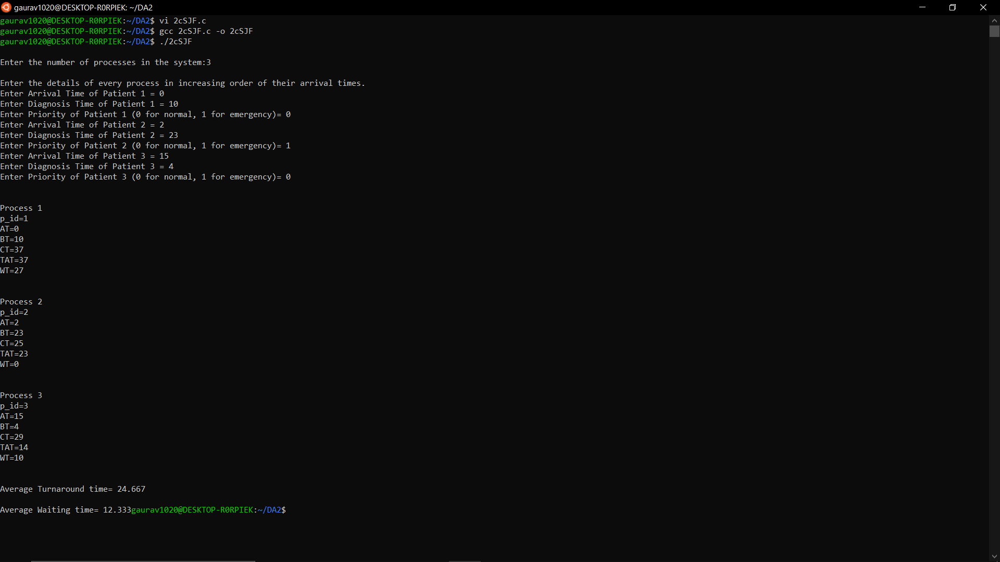 gaurav1020@DESKTOP-R0RPIEK: ~/DA2
gaurav1020@DESKTOP-R0RPIEK:~/DA2$ vi 2cSJF.c
gaurav1020@DESKTOP-R0RPIEK:~/DA2$ gcc 2cSJF.c -o 2cSJF
gaurav1020@DESKTOP-R0RPIEK:~/DA2$ ./2cSJF
Enter the number of processes in the system:3
Enter the details of every process in increasing order of their arrival times.
Enter Arrival Time of Patient 1 = 0
Enter Diagnosis Time of Patient 1 = 10
Enter Priority of Patient 1 (0 for normal, 1 for emergency)= 0
Enter Arrival Time of Patient 2 = 2
Enter Diagnosis Time of Patient 2 = 23
Enter Priority of Patient 2 (0 for normal, 1 for emergency)= 1
Enter Arrival Time of Patient 3 = 15
Enter Diagnosis Time of Patient 3 = 4
Enter Priority of Patient 3 (0 for normal, 1 for emergency)= 0
Process 1
p_id=1
AT=0
BT=10
CT=37
TAT=37
WT=27
Process 2
p_id=2
AT=2
BT=23
CT=25
TAT=23
WT=0
Process 3
p_id=3
AT=15
BT=4
CT=29
TAT=14
WT=10
Average Turnaround time= 24.667
Average Waiting time= 12.333gaurav1020@DESKTOP-R0RPIEK:~/DA2$